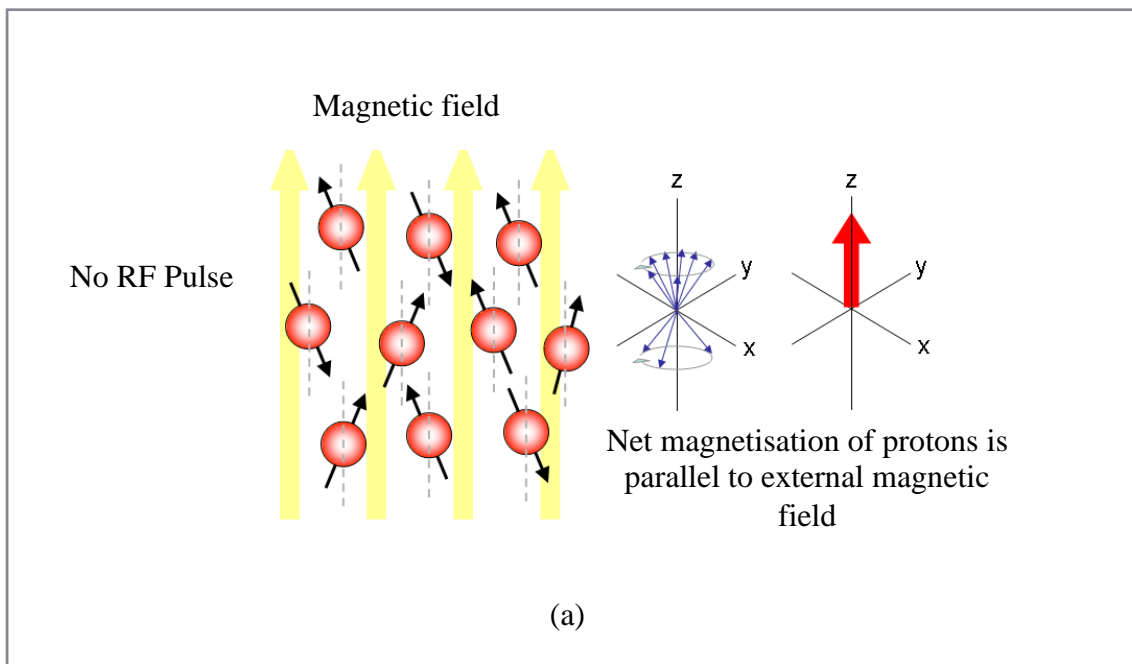 Magnetic field
No RF Pulse
z
y
x
z
y
x
Net magnetisation of protons is
parallel to external magnetic
field
(a)